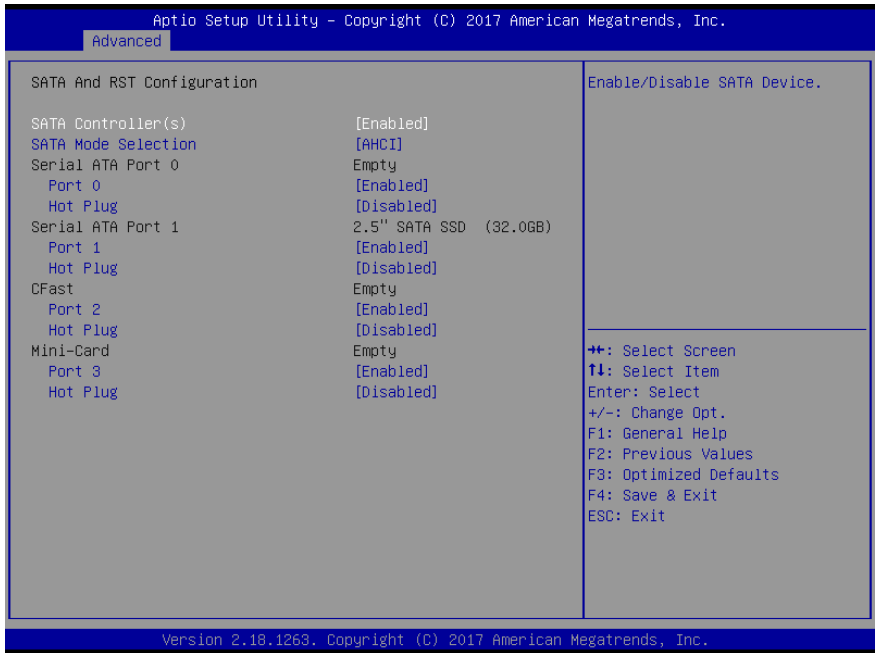 Aptio Setup Utility – Copyright (C) 2017 American Megatrends, Inc.
Advanced
SATA And RST Configuration
SATA Controller(s) [Enabled]
SATA Mode Selection [AHCI]
Serial ATA Port 0 Empty
Port 0 [Enabled]
Hot Plug [Disabled]
Serial ATA Port 1 2.5" SATA SSD (32.0GB)
Port 1 [Enabled]
Hot Plug [Disabled]
CFast Empty
Port 2 [Enabled]
Hot Plug [Disabled]
Mini-Card Empty
Port 3 [Enabled]
Hot Plug [Disabled]
Enable/Disable SATA Device.
→←: Select Screen
↑↓: Select Item
Enter: Select
+/-: Change Opt.
F1: General Help
F2: Previous Values
F3: Optimized Defaults
F4: Save & Exit
ESC: Exit
Version 2.18.1263. Copyright (C) 2017 American Megatrends, Inc.